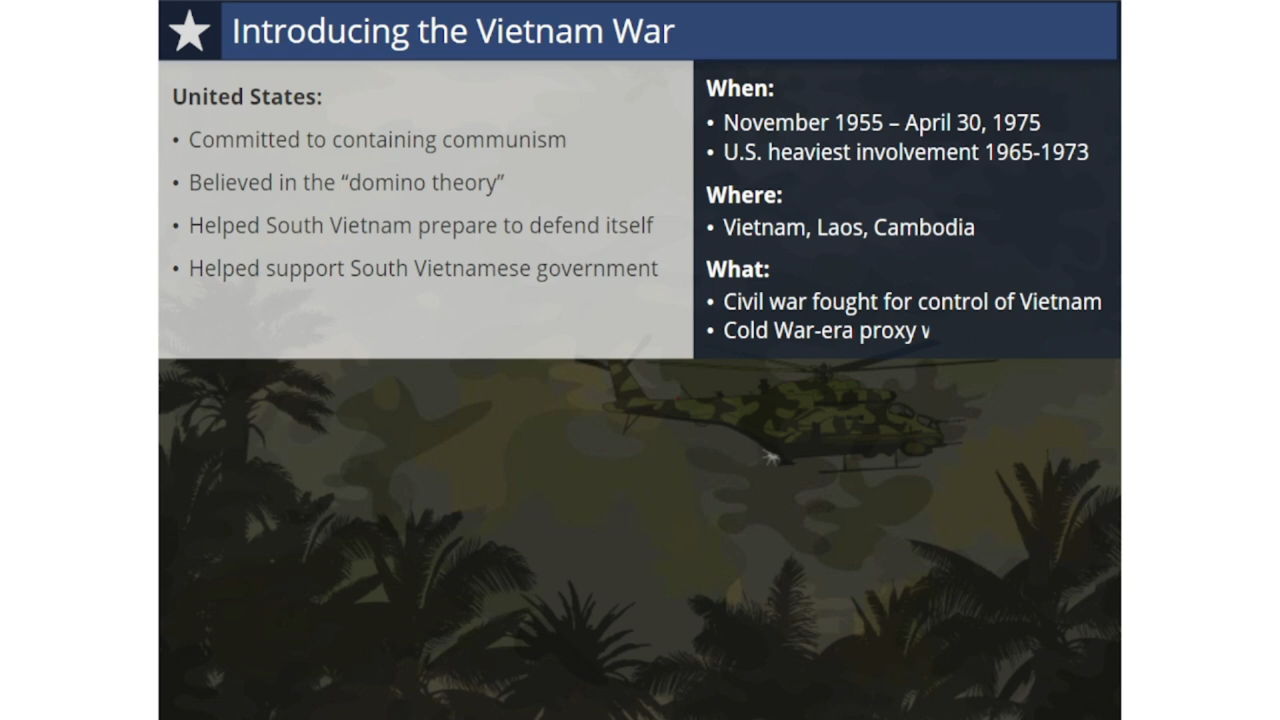 Introducing the Vietnam War
United States:
• Committed to containing communism
• Believed in the “domino theory”
• Helped South Vietnam prepare to defend itself
• Helped support South Vietnamese government
When:
• November 1955 – April 30, 1975
• U.S. heaviest involvement 1965-1973
Where:
• Vietnam, Laos, Cambodia
What:
• Civil war fought for control of Vietnam
• Cold War-era proxy